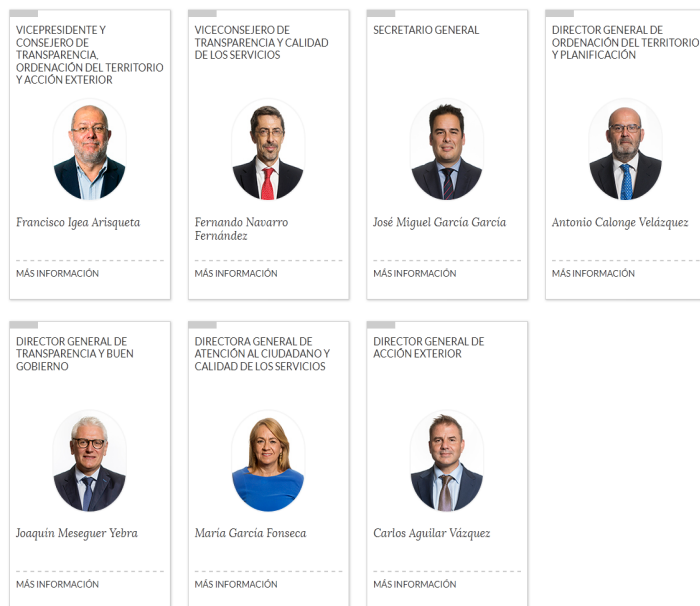 VICEPRESIDENTE Y
CONSEJERO DE
TRANSPARENCIA,
ORDENACIÓN DEL TERRITORIO
Y ACCIÓN EXTERIOR
Francisco Igea Arisqueta
MÁS INFORMACIÓN
VICECONSEJERO DE
TRANSPARENCIA Y CALIDAD
DE LOS SERVICIOS
Fernando Navarro
Fernández
MÁS INFORMACIÓN
SECRETARIO GENERAL
José Miguel García García
MÁS INFORMACIÓN
DIRECTOR GENERAL DE
ORDENACIÓN DEL TERRITORIO
Y PLANIFICACIÓN
Antonio Calonge Velázquez
MÁS INFORMACIÓN
DIRECTOR GENERAL DE
TRANSPARENCIA Y BUEN
GOBIERNO
Joaquín Meseguer Yebra
MÁS INFORMACIÓN
DIRECTORA GENERAL DE
ATENCIÓN AL CIUDADANO Y
CALIDAD DE LOS SERVICIOS
María García Fonseca
MÁS INFORMACIÓN
DIRECTOR GENERAL DE
ACCIÓN EXTERIOR
Carlos Aguilar Vázquez
MÁS INFORMACIÓN